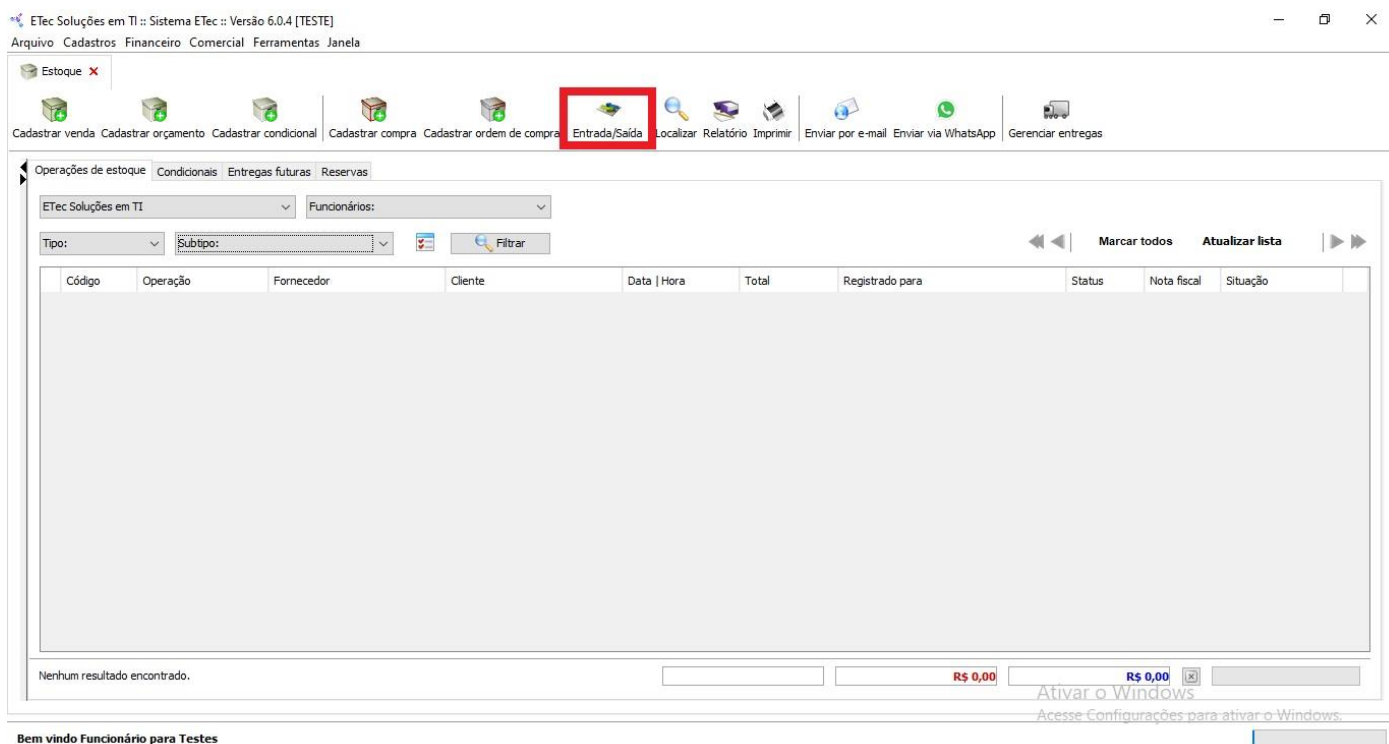 ETec Soluções em TI :: Sistema ETec :: Versão 6.0.4 [TESTE]
Arquivo Cadastros Financeiro Comercial Ferramentas Janela
Estoque
Cadastrar venda Cadastrar orçamento Cadastrar condicional Cadastrar compra Cadastrar ordem de compra Entrada/Saída Localizar Relatório Imprimir Enviar por e-mail Enviar via WhatsApp Gerenciar entregas
Operações de estoque Condicionais Entregas futuras Reservas
ETec Soluções em TI Funcionários:
Tipo: Subtipo: Filtrar Marcar todos Atualizar lista
Código Operação Fornecedor Cliente Data | Hora Total Registrado para Status Nota fiscal Situação
Nenhum resultado encontrado. R$ 0,00 R$ 0,00
Ativar o Windows
Acesse Configurações para ativar o Windows.
Bem vindo Funcionário para Testes